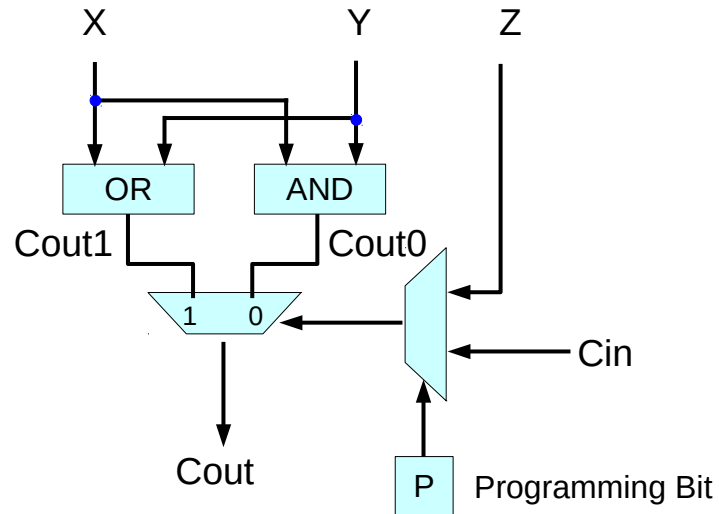 X Y Z
OR AND
Cout1 Cout0
1 0
Cin
Cout
P Programming Bit